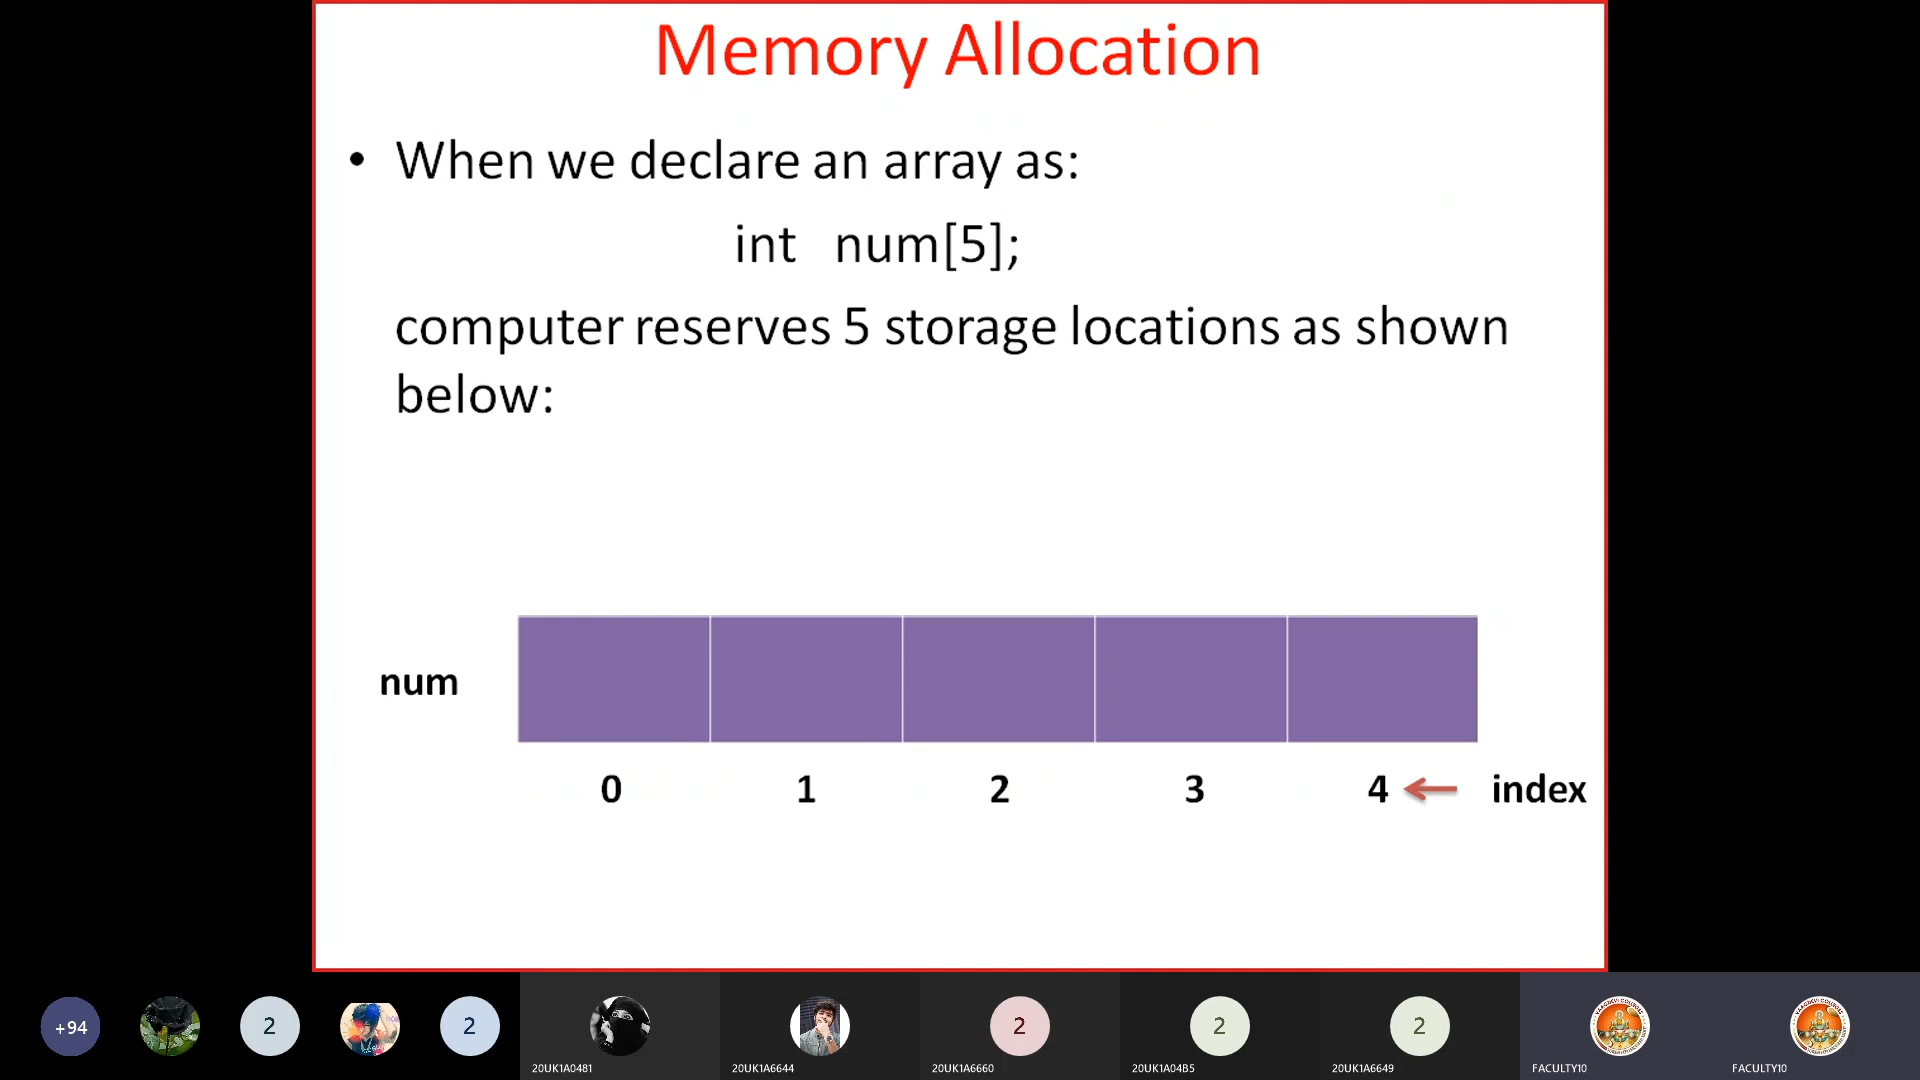 Memory Allocation
• When we declare an array as:
int num[5];
computer reserves 5 storage locations as shown
below:
num
0 1 2 3 4 index
+94 2 2 2 2 2
20UK1A0481 20UK1A6644 20UK1A6660 20UK1A04B5 20UK1A6649 FACULTY10 FACULTY10